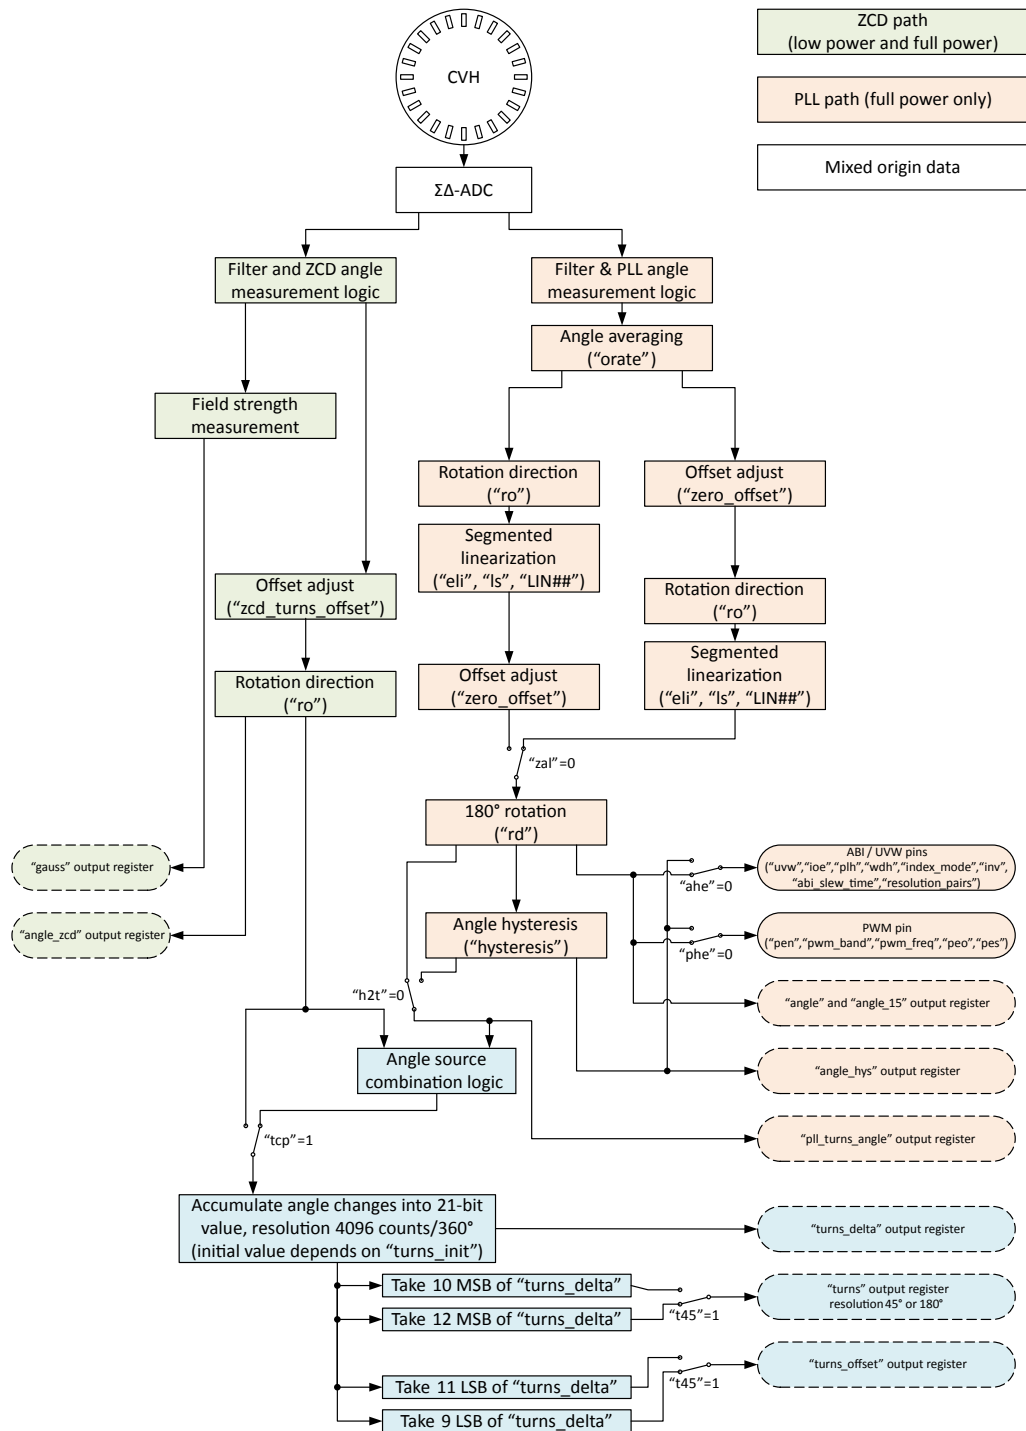 CVH
ZCD path
(low power and full power)
PLL path (full power only)
Mixed origin data
ΣΔ-ADC
Filter and ZCD angle
measurement logic
Filter & PLL angle
measurement logic
Angle averaging
(“orate”)
Field strength
measurement
Rotation direction
(“ro”)
Offset adjust
(“zero_offset”)
Segmented
linearization
(“eli”, “ls”, “LIN##”)
Offset adjust
(“zcd_turns_offset”)
Rotation direction
(“ro”)
Rotation direction
(“ro”)
Offset adjust
(“zero_offset”)
Segmented
linearization
(“eli”, “ls”, “LIN##”)
“zal”=0
180° rotation
(“rd”)
“gauss” output register
“ahe”=0
ABI / UVW pins
(“uvw”,“ioe”,“plh”,“wdh”,“index_mode”,“inv”,
“abi_slew_time”,“resolution_pairs”)
“angle_zcd” output register
Angle hysteresis
(“hysteresis”)
“phe”=0
PWM pin
(“pen”,“pwm_band”,“pwm_freq”,“peo”,“pes”)
“h2t”=0
“angle” and “angle_15” output register
Angle source
combination logic
“angle_hys” output register
“tcp”=1
“pll_turns_angle” output register
Accumulate angle changes into 21-bit
value, resolution 4096 counts/360°
(initial value depends on “turns_init”)
“turns_delta” output register
Take 10 MSB of “turns_delta”
Take 12 MSB of “turns_delta”
“t45”=1
“turns” output register
resolution 45° or 180°
Take 11 LSB of “turns_delta”
Take 9 LSB of “turns_delta”
“t45”=1
“turns_offset” output register